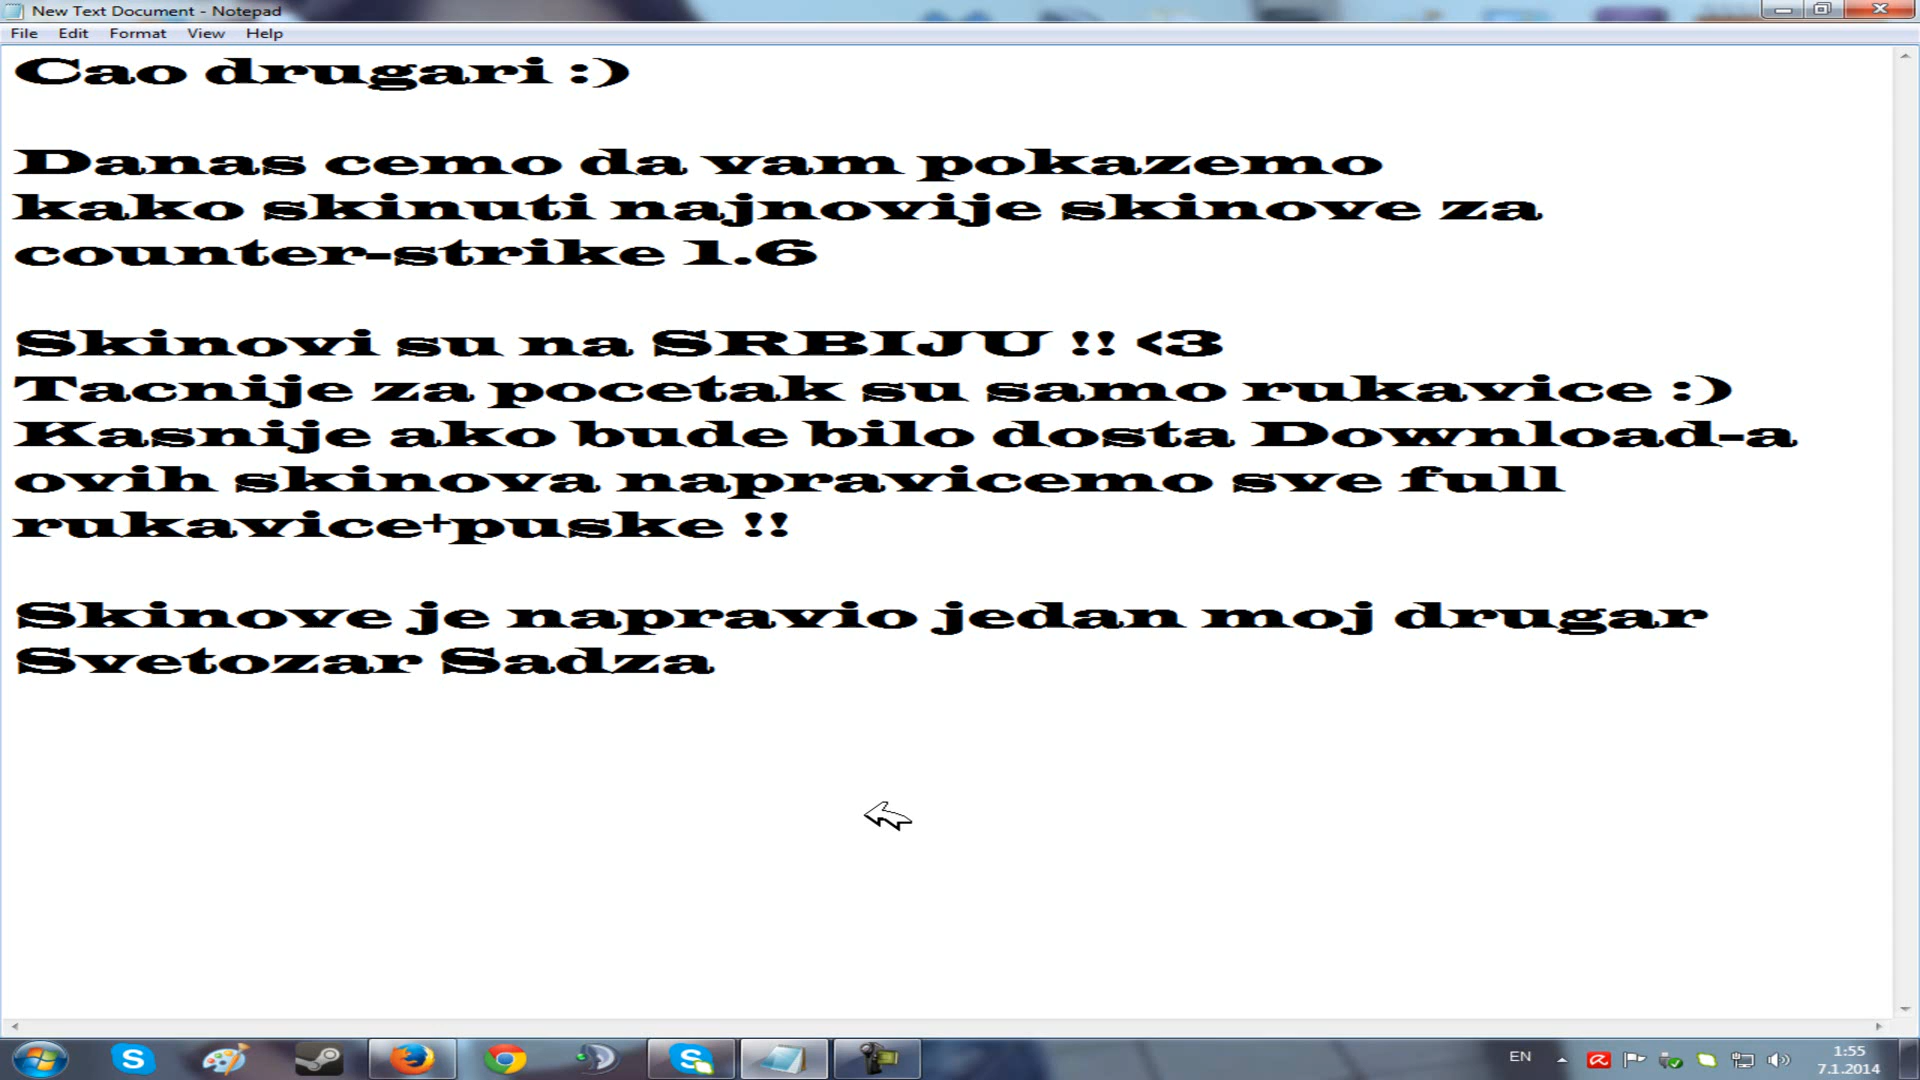 New Text Document - Notepad
File Edit Format View Help
Cao drugari :)
Danas cemo da vam pokazemo
kako skinuti najnovije skinove za
counter-strike 1.6
Skinovi su na SRBIJU !! <3
Tacnije za pocetak su samo rukavice :)
Kasnije ako bude bilo dosta Download-a
ovih skinova napravicemo sve full
rukavice+puske !!
Skinove je napravio jedan moj drugar
Svetozar Sadza
EN
1:55
7.1.2014